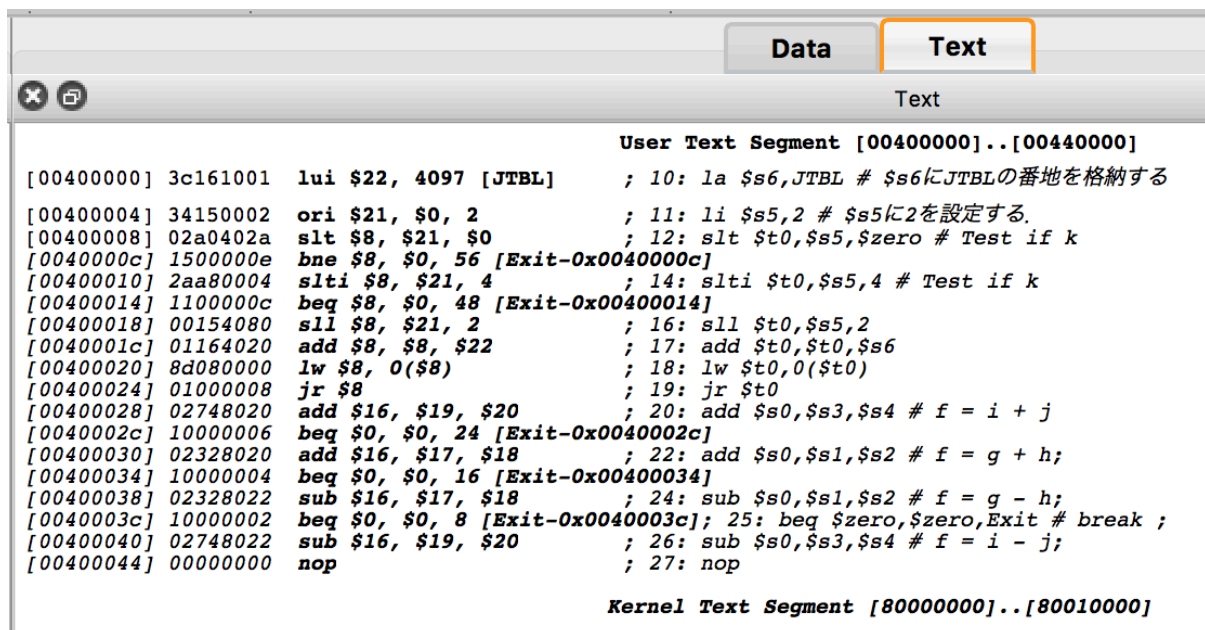 Data Text
Text
User Text Segment [00400000]..[00440000]
[00400000] 3c161001 lui $22, 4097 [JTBL] ; 10: la $s6,JTBL # $s6にJTBLの番地を格納する
[00400004] 34150002 ori $21, $0, 2 ; 11: li $s5,2 # $s5に2を設定する.
[00400008] 02a0402a slt $8, $21, $0 ; 12: slt $t0,$s5,$zero # Test if k
[0040000c] 1500000e bne $8, $0, 56 [Exit-0x0040000c]
[00400010] 2aa80004 slti $8, $21, 4 ; 14: slti $t0,$s5,4 # Test if k
[00400014] 1100000c beq $8, $0, 48 [Exit-0x00400014]
[00400018] 00154080 sll $8, $21, 2 ; 16: sll $t0,$s5,2
[0040001c] 01164020 add $8, $8, $22 ; 17: add $t0,$t0,$s6
[00400020] 8d080000 lw $8, 0($8) ; 18: lw $t0,0($t0)
[00400024] 01000008 jr $8 ; 19: jr $t0
[00400028] 02748020 add $16, $19, $20 ; 20: add $s0,$s3,$s4 # f = i + j
[0040002c] 10000006 beq $0, $0, 24 [Exit-0x0040002c]
[00400030] 02328020 add $16, $17, $18 ; 22: add $s0,$s1,$s2 # f = g + h;
[00400034] 10000004 beq $0, $0, 16 [Exit-0x00400034]
[00400038] 02328022 sub $16, $17, $18 ; 24: sub $s0,$s1,$s2 # f = g - h;
[0040003c] 10000002 beq $0, $0, 8 [Exit-0x0040003c]; 25: beq $zero,$zero,Exit # break ;
[00400040] 02748022 sub $16, $19, $20 ; 26: sub $s0,$s3,$s4 # f = i - j;
[00400044] 00000000 nop ; 27: nop
Kernel Text Segment [80000000]..[80010000]